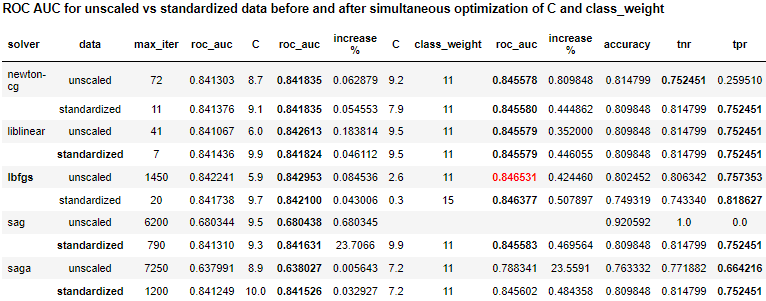 ROC AUC for unscaled vs standardized data before and after simultaneous optimization of C and class_weight
solver data max_iter roc_auc C roc_auc increase % C class_weight roc_auc increase % accuracy tnr tpr
newton-cg unscaled 72 0.841303 8.7 0.841835 0.062879 9.2 11 0.845578 0.809848 0.814799 0.752451 0.259510
standardized 11 0.841376 9.1 0.841835 0.054553 7.9 11 0.845580 0.444862 0.809848 0.814799 0.752451
liblinear unscaled 41 0.841067 6.0 0.842613 0.183814 9.5 11 0.845579 0.352000 0.809848 0.814799 0.752451
standardized 7 0.841436 9.9 0.841824 0.046112 9.5 11 0.845579 0.446055 0.809848 0.814799 0.752451
lbfgs unscaled 1450 0.842241 5.9 0.842953 0.084536 2.6 11 0.846531 0.424460 0.802452 0.806342 0.757353
standardized 20 0.841738 9.7 0.842100 0.043006 0.3 15 0.846377 0.507897 0.749319 0.743340 0.818627
sag unscaled 6200 0.680344 9.5 0.680438 0.680345 0.920592 1.0 0.0
standardized 790 0.841310 9.3 0.841631 23.7066 9.9 11 0.845583 0.469564 0.809848 0.814799 0.752451
saga unscaled 7250 0.637991 8.9 0.638027 0.005643 7.2 11 0.788341 23.5591 0.763332 0.771882 0.664216
standardized 1200 0.841249 10.0 0.841526 0.032927 7.2 11 0.845602 0.484358 0.809848 0.814799 0.752451